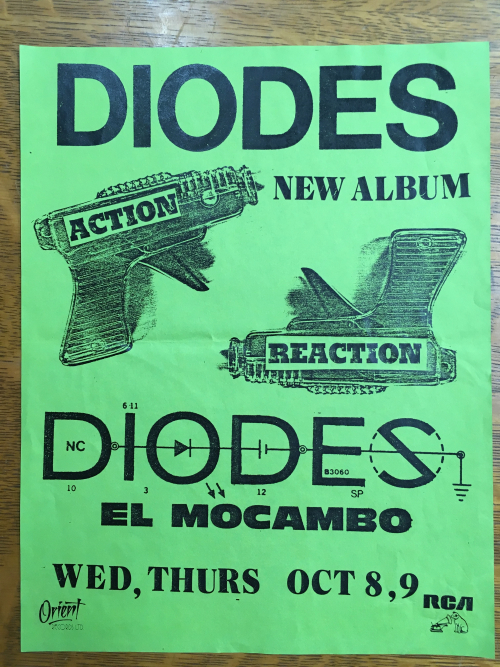 DIODES
NEW ALBUM
ACTION
REACTION
6·11
DIODES
NC
B3060
10
3
12
SP
EL MOCAMBO
WED, THURS OCT 8,9
RCA
Orient